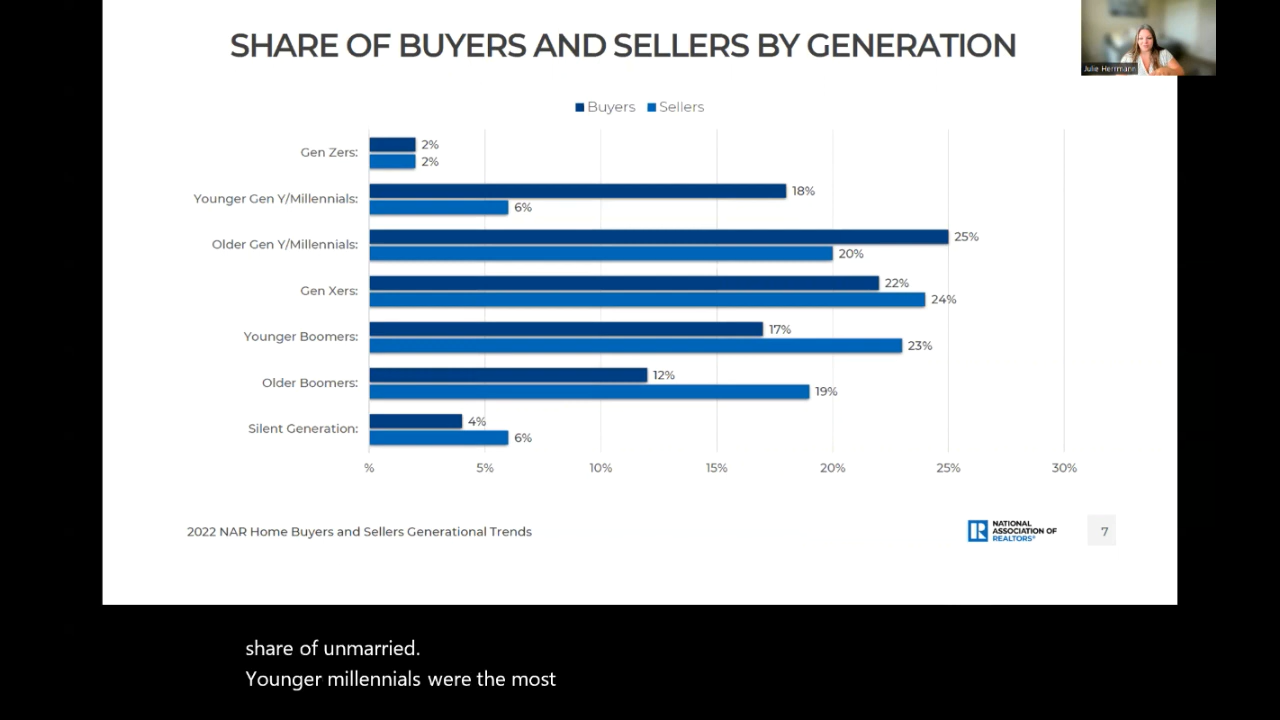 SHARE OF BUYERS AND SELLERS BY GENERATION
Julie Herrmann
Buyers Sellers
Gen Zers: 2%
2%
Younger Gen Y/Millennials: 18%
6%
Older Gen Y/Millennials: 25%
20%
Gen Xers: 22%
24%
Younger Boomers: 17%
23%
Older Boomers: 12%
19%
Silent Generation: 4%
6%
% 5% 10% 15% 20% 25% 30%
2022 NAR Home Buyers and Sellers Generational Trends
NATIONAL
ASSOCIATION OF
REALTORS®
7
share of unmarried.
Younger millennials were the most